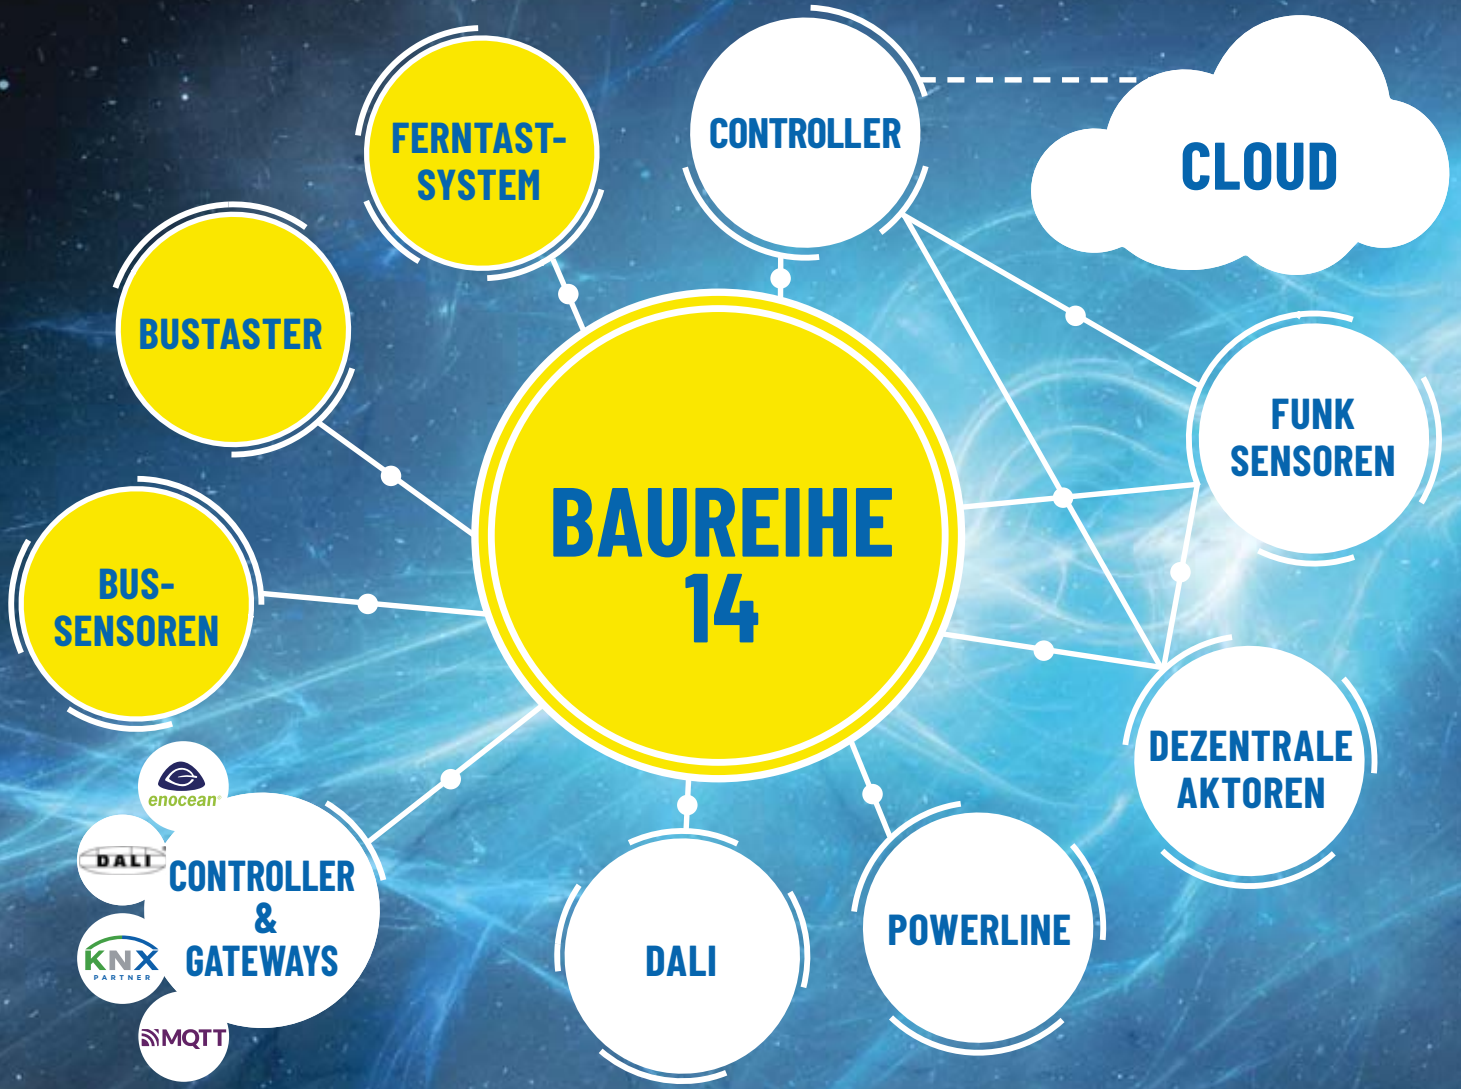 FERNTAST-
SYSTEM
CONTROLLER
CLOUD
BUSTASTER
FUNK
SENSOREN
BAUREIHE
14
BUS-
SENSOREN
DEZENTRALE
AKTOREN
enocean®
DALI
CONTROLLER
&
GATEWAYS
KNX
PARTNER
MQTT
DALI
POWERLINE